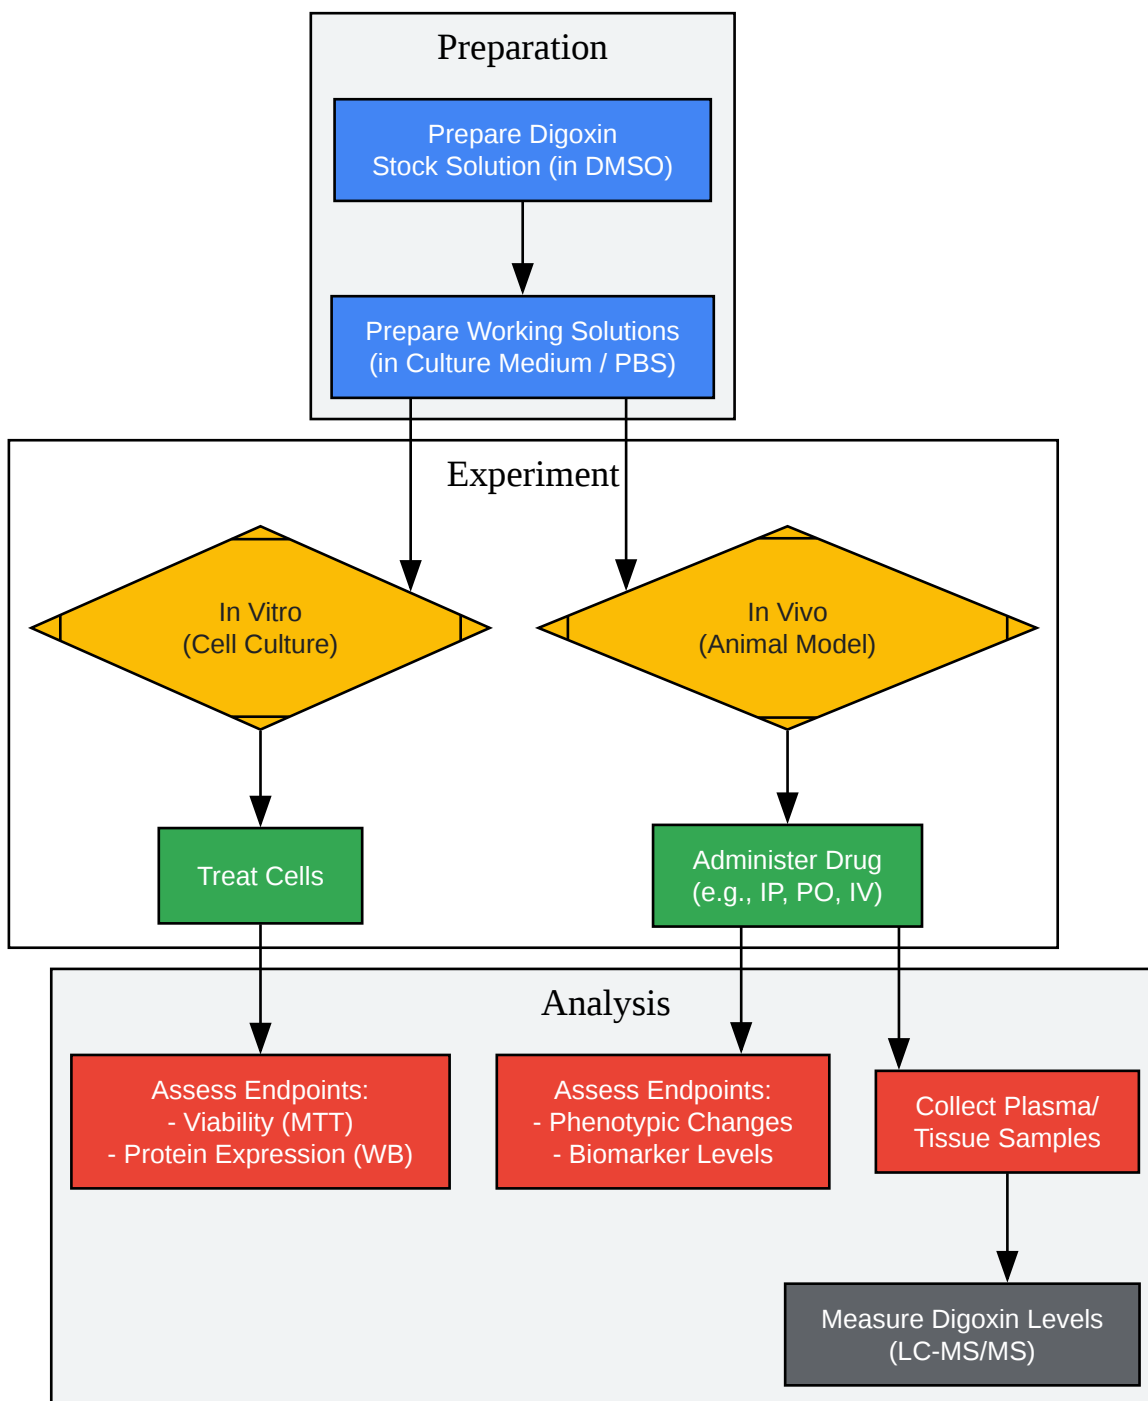 Preparation
Prepare Digoxin
Stock Solution (in DMSO)
Prepare Working Solutions
(in Culture Medium / PBS)
Experiment
In Vitro
(Cell Culture)
In Vivo
(Animal Model)
Treat Cells
Administer Drug
(e.g., IP, PO, IV)
Analysis
Assess Endpoints:
- Viability (MTT)
- Protein Expression (WB)
Assess Endpoints:
- Phenotypic Changes
- Biomarker Levels
Collect Plasma/
Tissue Samples
Measure Digoxin Levels
(LC-MS/MS)